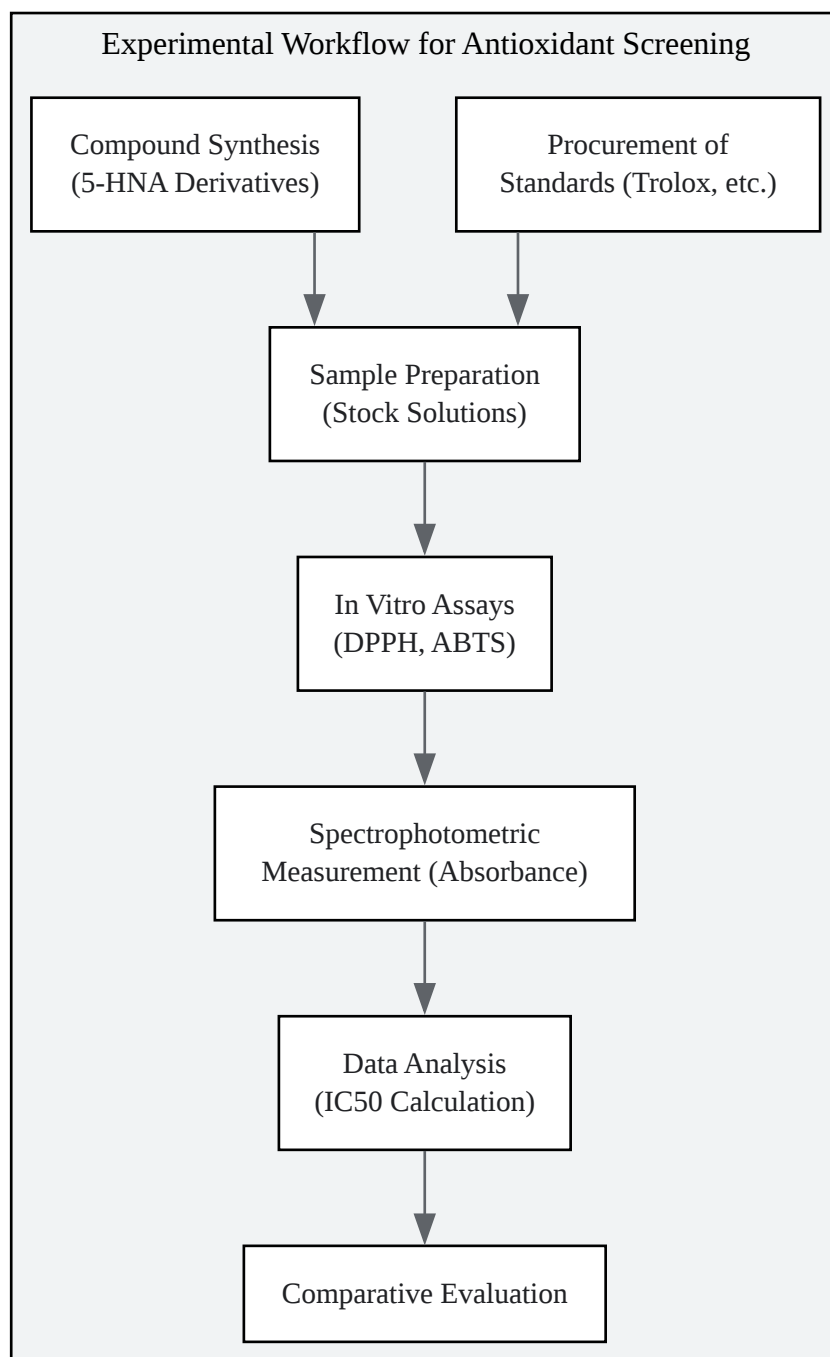 Experimental Workflow for Antioxidant Screening
Compound Synthesis
(5-HNA Derivatives)
Procurement of
Standards (Trolox, etc.)
Sample Preparation
(Stock Solutions)
In Vitro Assays
(DPPH, ABTS)
Spectrophotometric
Measurement (Absorbance)
Data Analysis
(IC50 Calculation)
Comparative Evaluation